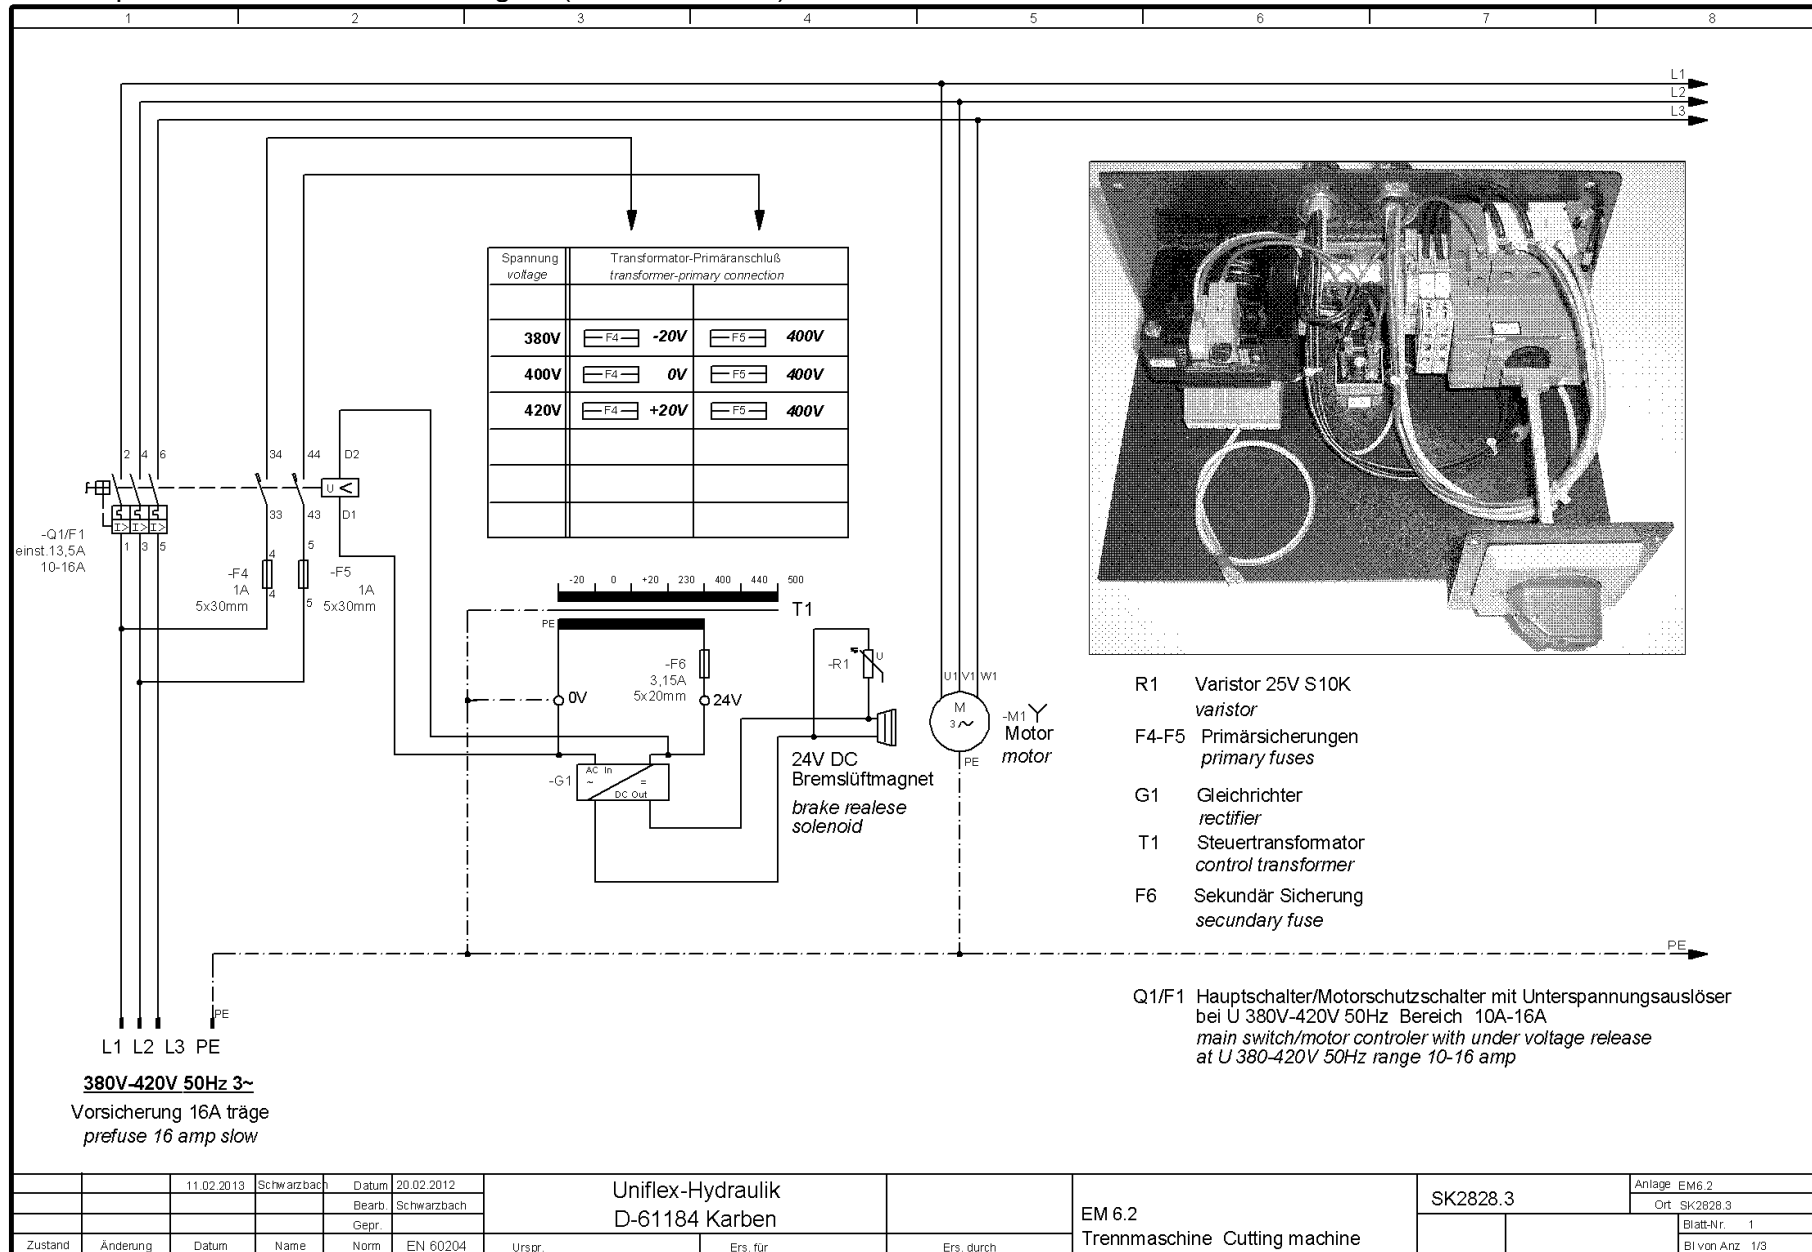 1 2 3 4 5 6 7 8
L1
L2
L3
Spannung Transformator-Primäranschluß
voltage transformer-primary connection
380V F4 -20V F5 400V
400V F4 0V F5 400V
420V F4 +20V F5 400V
2 4 6 34 44 D2
U <
I> I> I> 33 43 D1
-Q1/F1
einst.13,5A
10-16A
1 3 5 4 5
-F4 -F5
1A 1A
4 5
5x30mm 5x30mm
-20 0 +20 230 400 440 500
T1
PE
-F6
3,15A
5x20mm
0V 24V
-R1 U
U1 V1 W1
M
3~
-M1
Motor
motor
PE
-G1 AC In
~ =
DC Out
24V DC
Bremslüftmagnet
brake realese
solenoid
R1 Varistor 25V S10K
varistor
F4-F5 Primärsicherungen
primary fuses
G1 Gleichrichter
rectifier
T1 Steuertransformator
control transformer
F6 Sekundär Sicherung
secundary fuse
PE
Q1/F1 Hauptschalter/Motorschutzschalter mit Unterspannungsauslöser
bei U 380V-420V 50Hz Bereich 10A-16A
main switch/motor controler with under voltage release
at U 380-420V 50Hz range 10-16 amp
PE
L1 L2 L3 PE
380V-420V 50Hz 3~
Vorsicherung 16A träge
prefuse 16 amp slow
11.02.2013 Schwarzbach Datum 20.02.2012
Bearb. Schwarzbach
Gepr.
Zustand Änderung Datum Name Norm EN 60204
Uniflex-Hydraulik
D-61184 Karben
Urspr. Ers. für Ers. durch
EM 6.2
Trennmaschine Cutting machine
SK2828.3
Anlage EM6.2
Ort SK2828.3
Blatt-Nr. 1
Bl von Anz 1/3